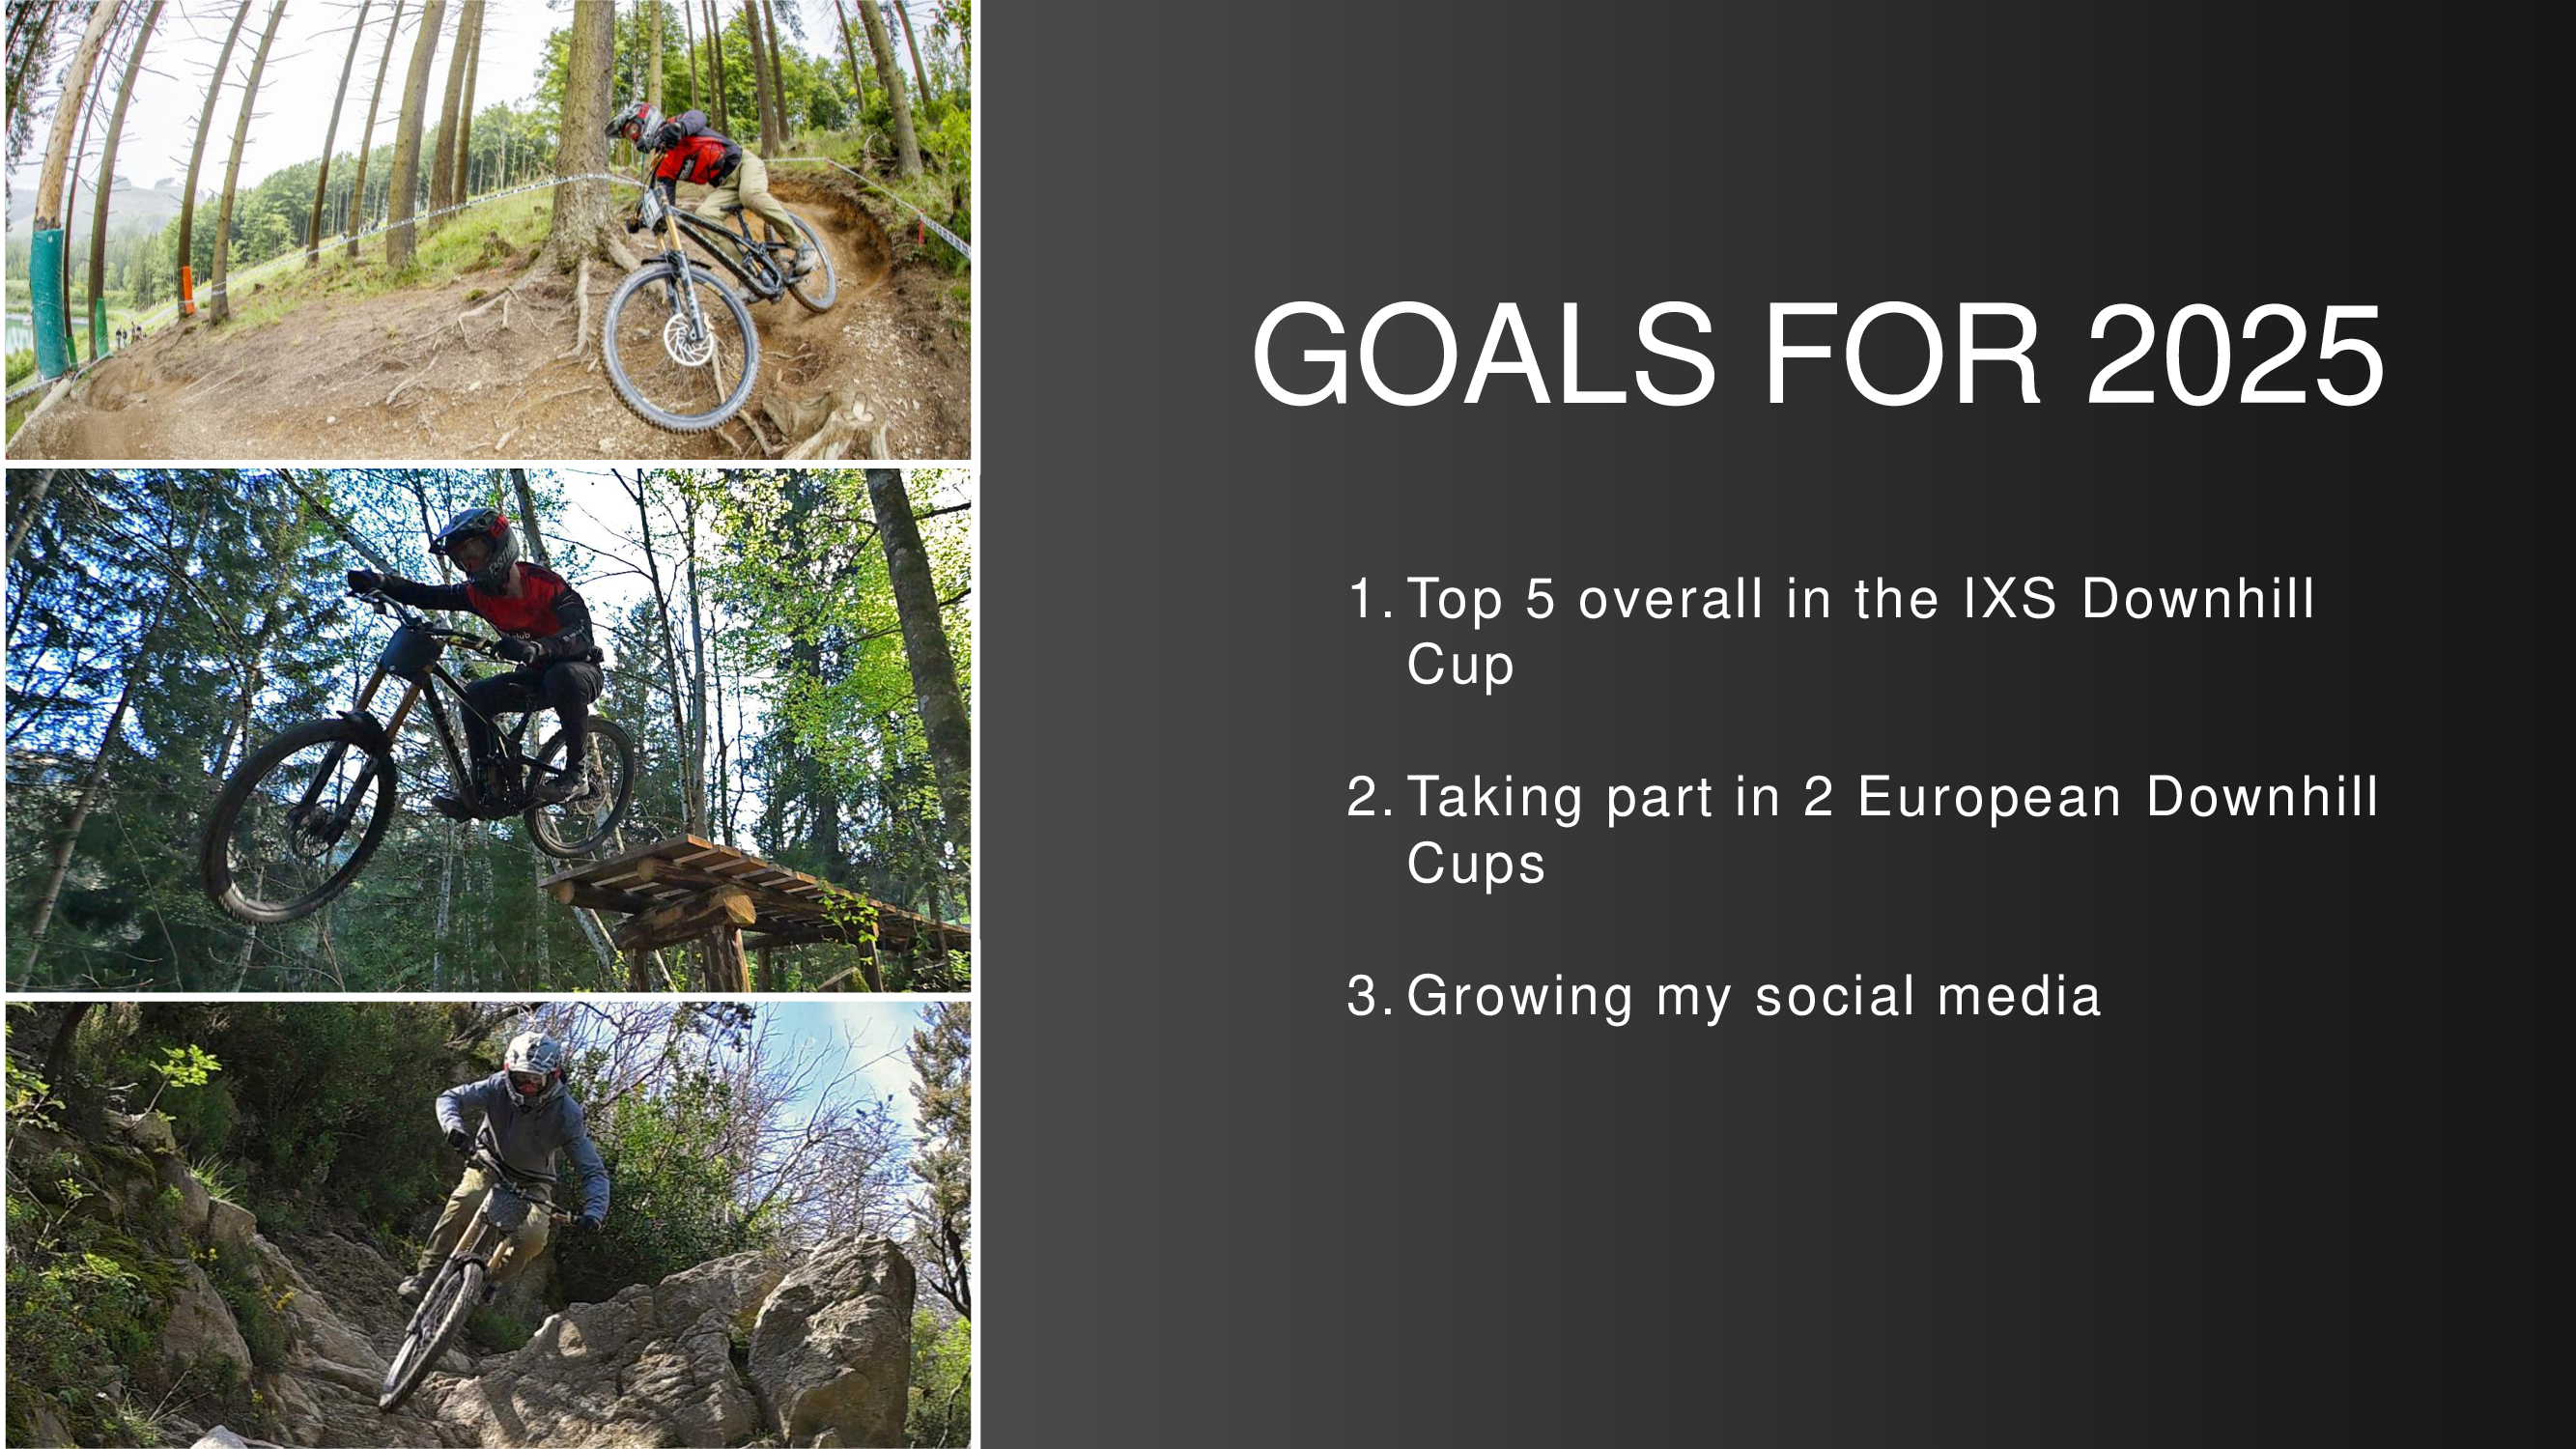 GOALS FOR 2025
1. Top 5 overall in the IXS Downhill
Cup
2. Taking part in 2 European Downhill
Cups
3. Growing my social media